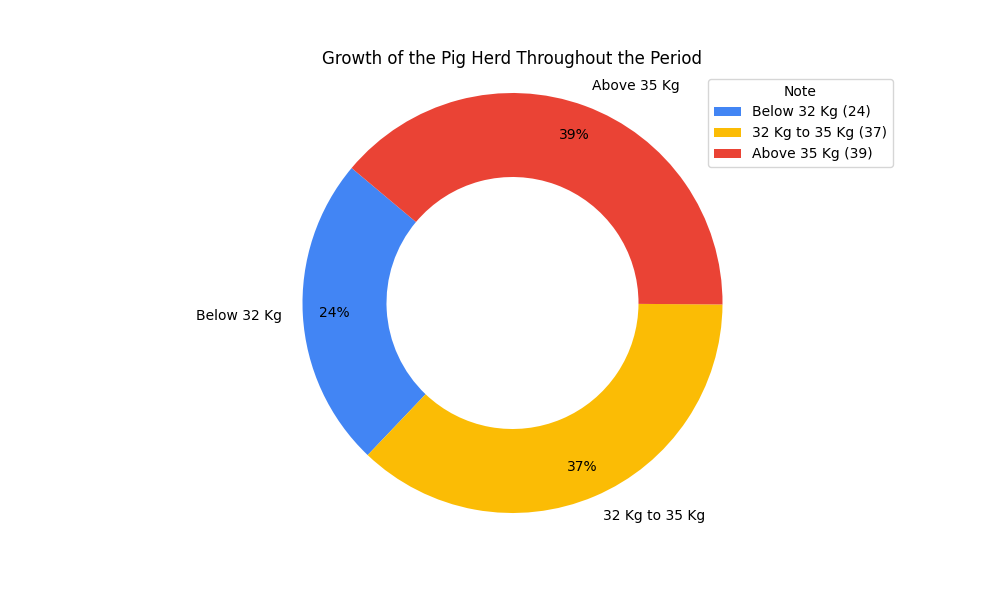 Growth of the Pig Herd Throughout the Period
Above 35 Kg
39%
Note
Below 32 Kg (24)
32 Kg to 35 Kg (37)
Above 35 Kg (39)
Below 32 Kg
24%
37%
32 Kg to 35 Kg